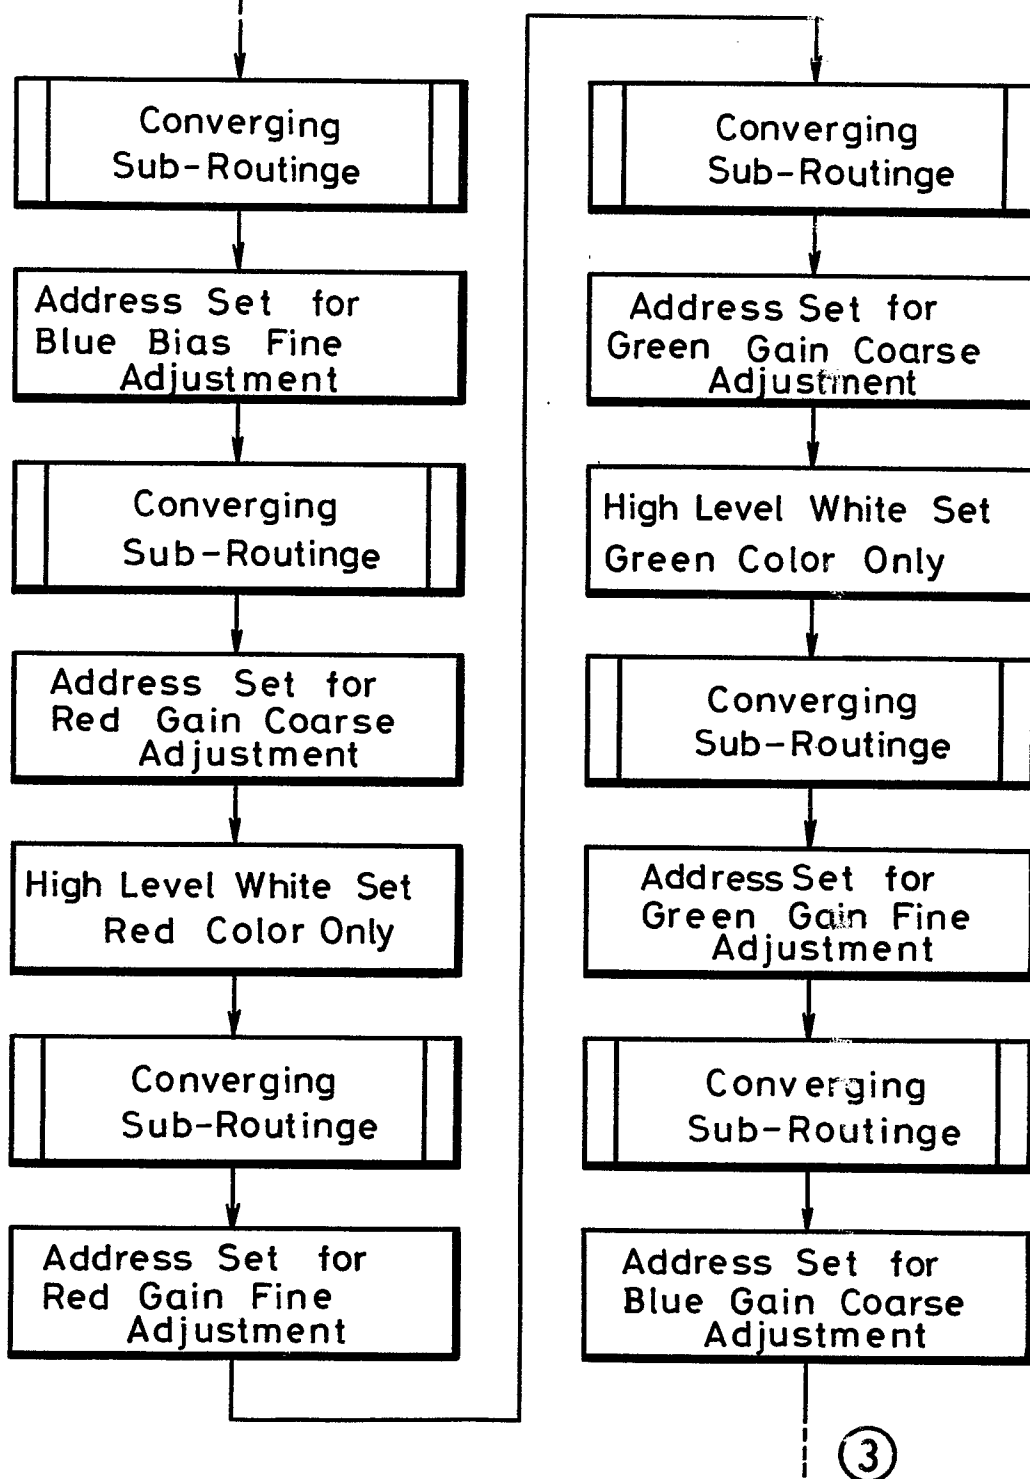 Converging
Sub-Routinge
Address Set for
Blue Bias Fine
Adjustment
Converging
Sub-Routinge
Address Set for
Red Gain Coarse
Adjustment
High Level White Set
Red Color Only
Converging
Sub-Routinge
Address Set for
Red Gain Fine
Adjustment
Converging
Sub-Routinge
Address Set for
Green Gain Coarse
Adjustment
High Level White Set
Green Color Only
Converging
Sub-Routinge
Address Set for
Green Gain Fine
Adjustment
Converging
Sub-Routinge
Address Set for
Blue Gain Coarse
Adjustment
3